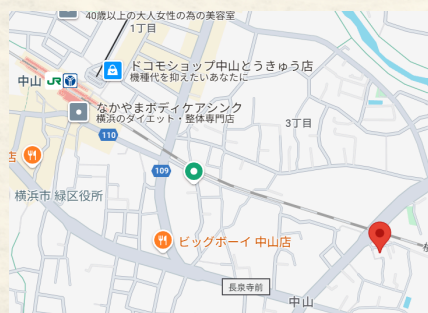 40歳以上の大人女性の為の美容室
1丁目
ドコモショップ中山とうきゅう店
機種代を抑えたいあなたに
中山
JR
なかやまボディケアシンク
横浜のダイエット・整体専門店
110
3丁目
店
109
横浜市 緑区役所
ビッグボーイ 中山店
長泉寺前
中山